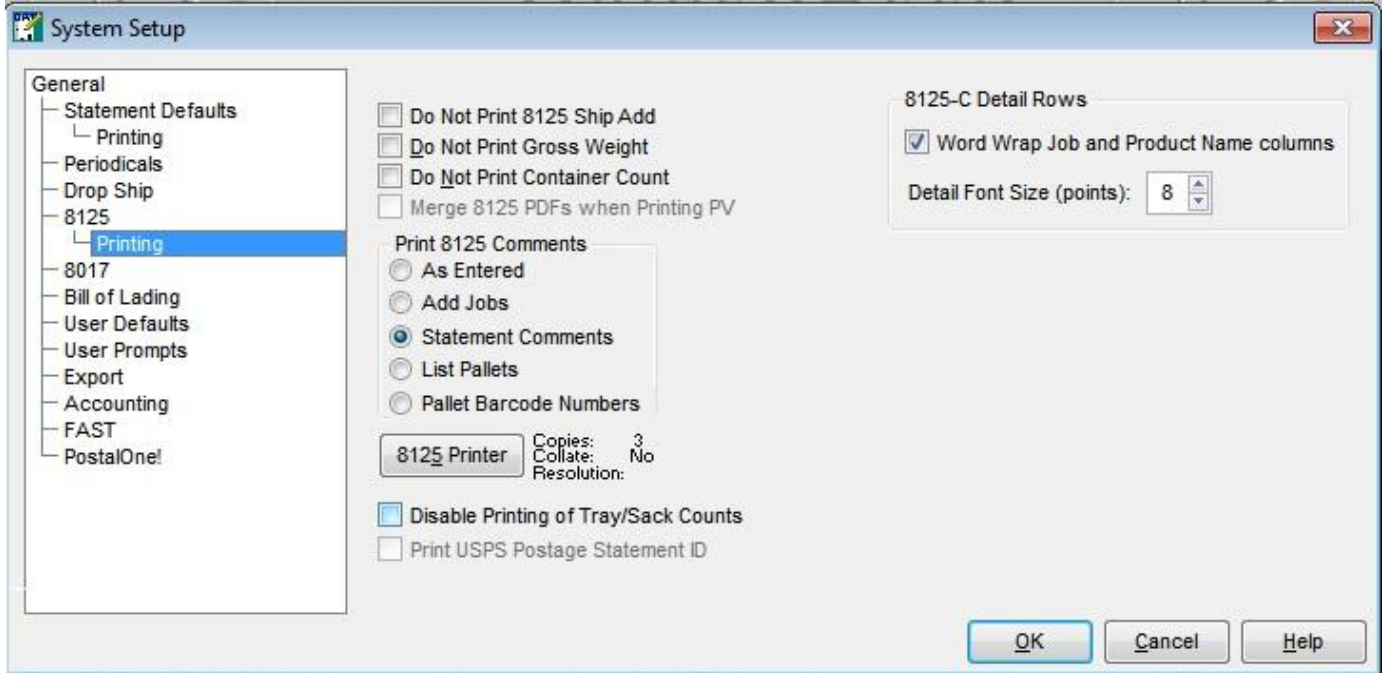 System Setup
General
Statement Defaults
Printing
Periodicals
Drop Ship
8125
Printing
8017
Bill of Lading
User Defaults
User Prompts
Export
Accounting
FAST
PostalOne!
Do Not Print 8125 Ship Add
Do Not Print Gross Weight
Do Not Print Container Count
Merge 8125 PDFs when Printing PV
Print 8125 Comments
As Entered
Add Jobs
Statement Comments
List Pallets
Pallet Barcode Numbers
8125 Printer
Copies: 3
Collate: No
Resolution:
Disable Printing of Tray/Sack Counts
Print USPS Postage Statement ID
8125-C Detail Rows
Word Wrap Job and Product Name columns
Detail Font Size (points): 8
OK Cancel Help